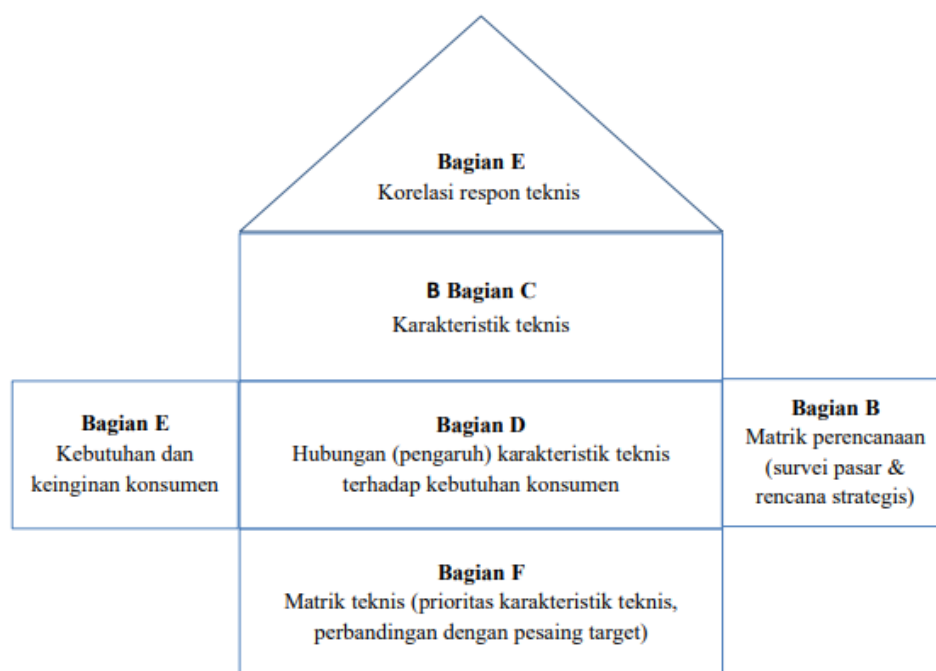 Bagian E
Korelasi respon teknis
B Bagian C
Karakteristik teknis
Bagian E
Kebutuhan dan
keinginan konsumen
Bagian D
Hubungan (pengaruh) karakteristik teknis
terhadap kebutuhan konsumen
Bagian B
Matrik perencanaan
(survei pasar &
rencana strategis)
Bagian F
Matrik teknis (prioritas karakteristik teknis,
perbandingan dengan pesaing target)